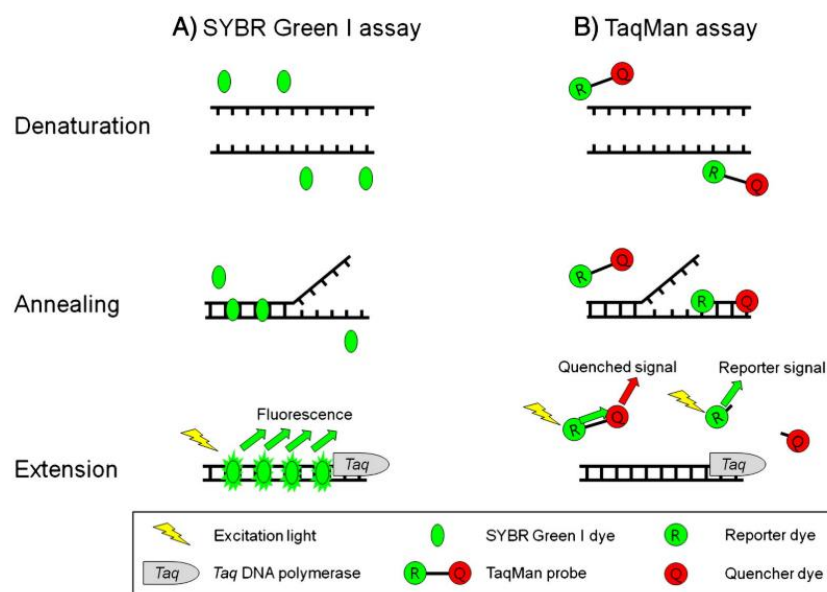 A) SYBR Green I assay
B) TaqMan assay
Denaturation
R Q
R Q
Annealing
R Q
R Q
Quenched signal
Reporter signal
Fluorescence
R Q
R
Q
Extension
Taq
Taq
Excitation light
SYBR Green I dye
R Reporter dye
Taq Taq DNA polymerase
R Q TaqMan probe
Q Quencher dye